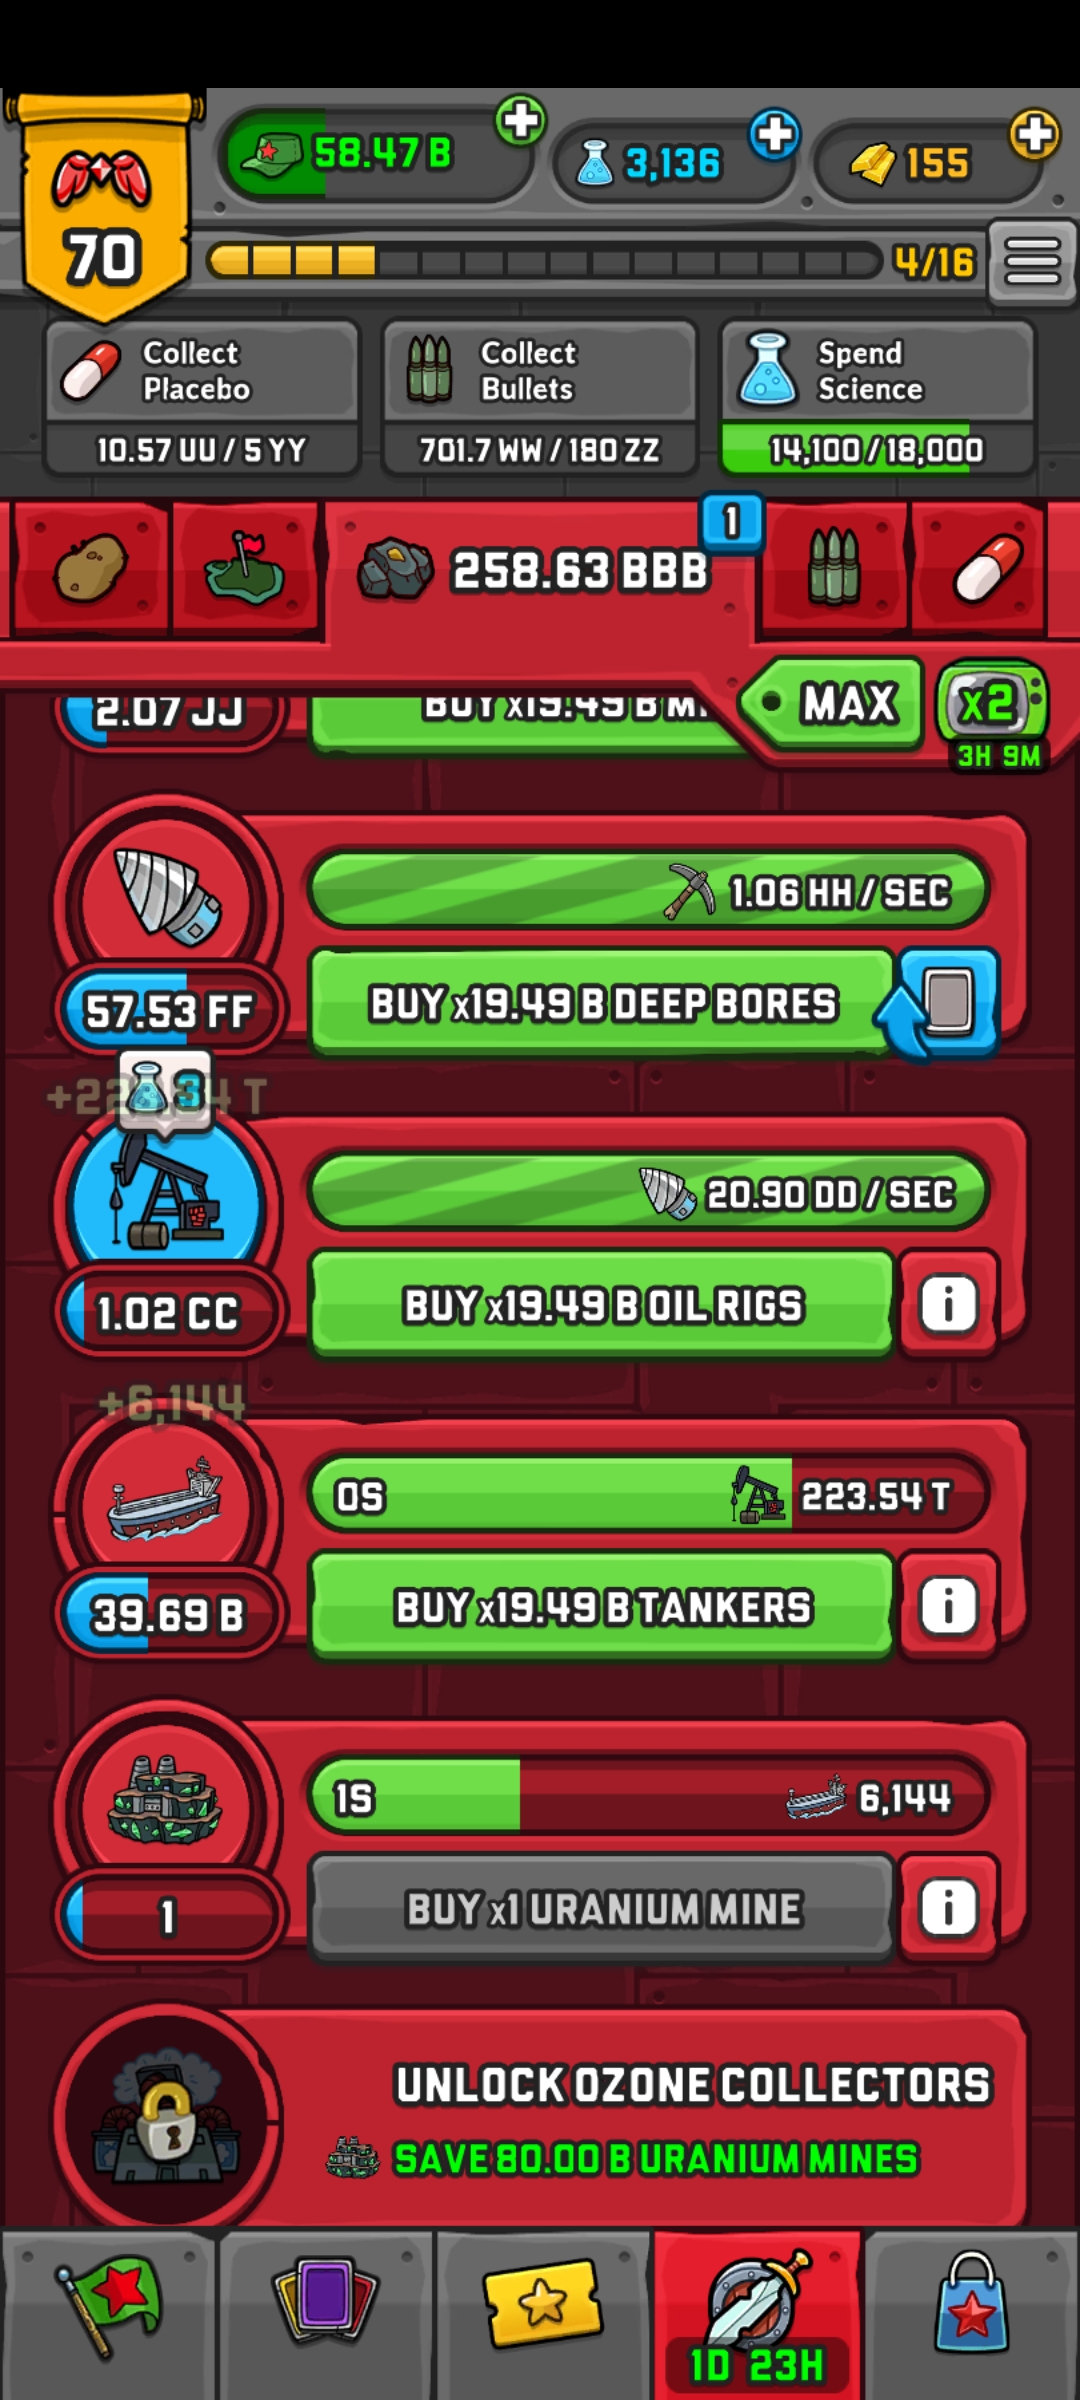 58.47 B
3,136
155
70
4/16
Collect
Placebo
10.57 UU / 5 YY
Collect
Bullets
701.7 WW / 180 ZZ
Spend
Science
14,100 / 18,000
258.63 BBB
1
MAX
x2
3H 9M
2.07 JJ
BUY x19.49 B
57.53 FF
1.06 HH / SEC
BUY x19.49 B DEEP BORES
3
1.02 CC
20.90 DD / SEC
BUY x19.49 B OIL RIGS
i
+6,144
39.69 B
0S
223.54 T
BUY x19.49 B TANKERS
i
1
1S
6,144
BUY x1 URANIUM MINE
i
UNLOCK OZONE COLLECTORS
SAVE 80.00 B URANIUM MINES
1D 23H